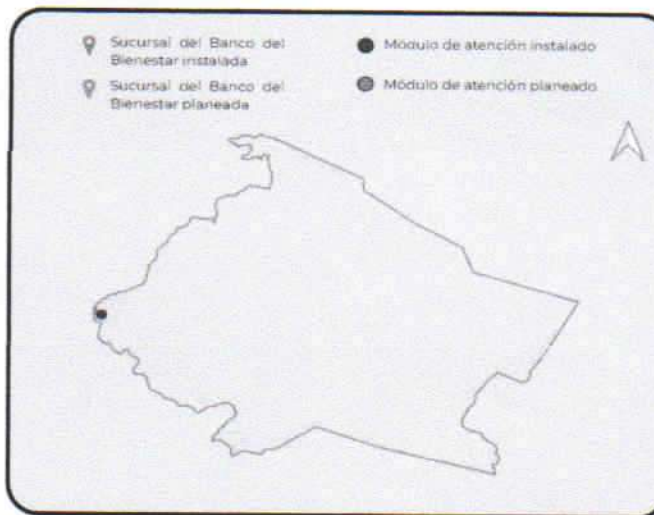 Sucursal del Banco del
Bienestar instalada
Sucursal del Banco del
Bienestar planeada
Módulo de atención instalado
Módulo de atención planeado